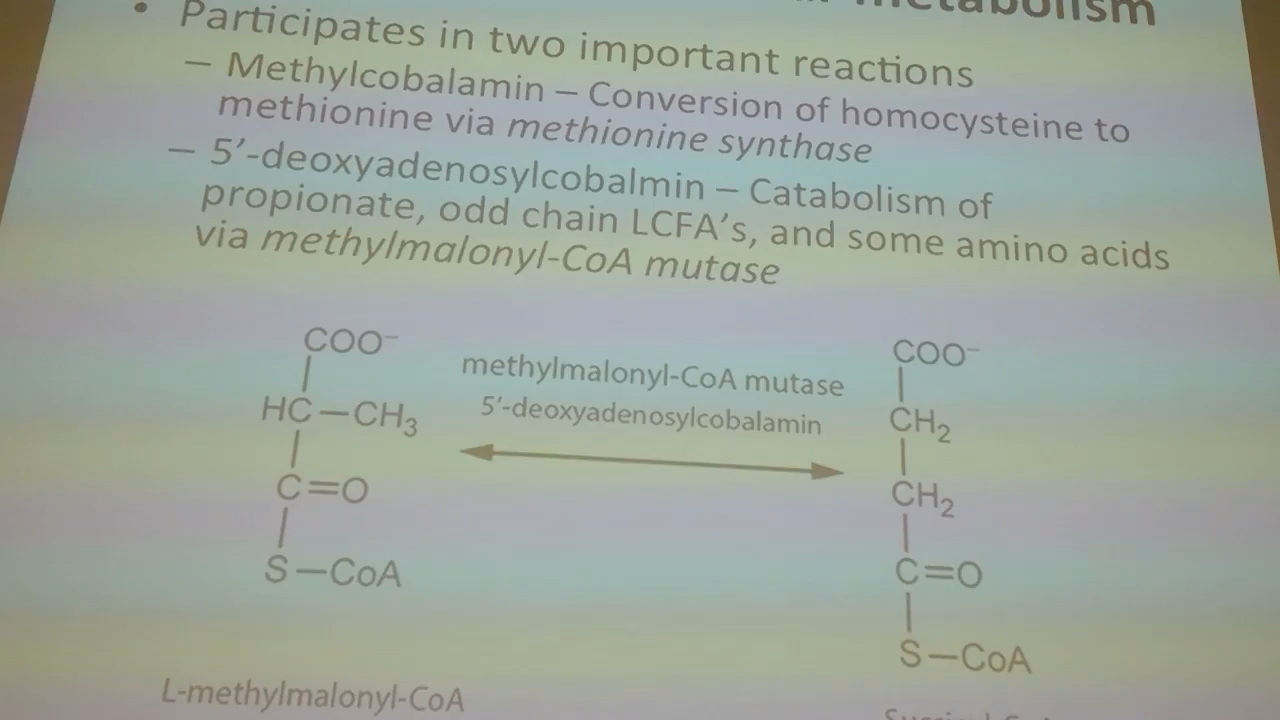 metabolism
• Participates in two important reactions
– Methylcobalamin – Conversion of homocysteine to
methionine via methionine synthase
– 5’-deoxyadenosylcobalmin – Catabolism of
propionate, odd chain LCFA’s, and some amino acids
via methylmalonyl-CoA mutase
COO⁻
HC—CH₃
C=O
S—CoA
L-methylmalonyl-CoA
methylmalonyl-CoA mutase
5’-deoxyadenosylcobalamin
COO⁻
CH₂
CH₂
C=O
S—CoA